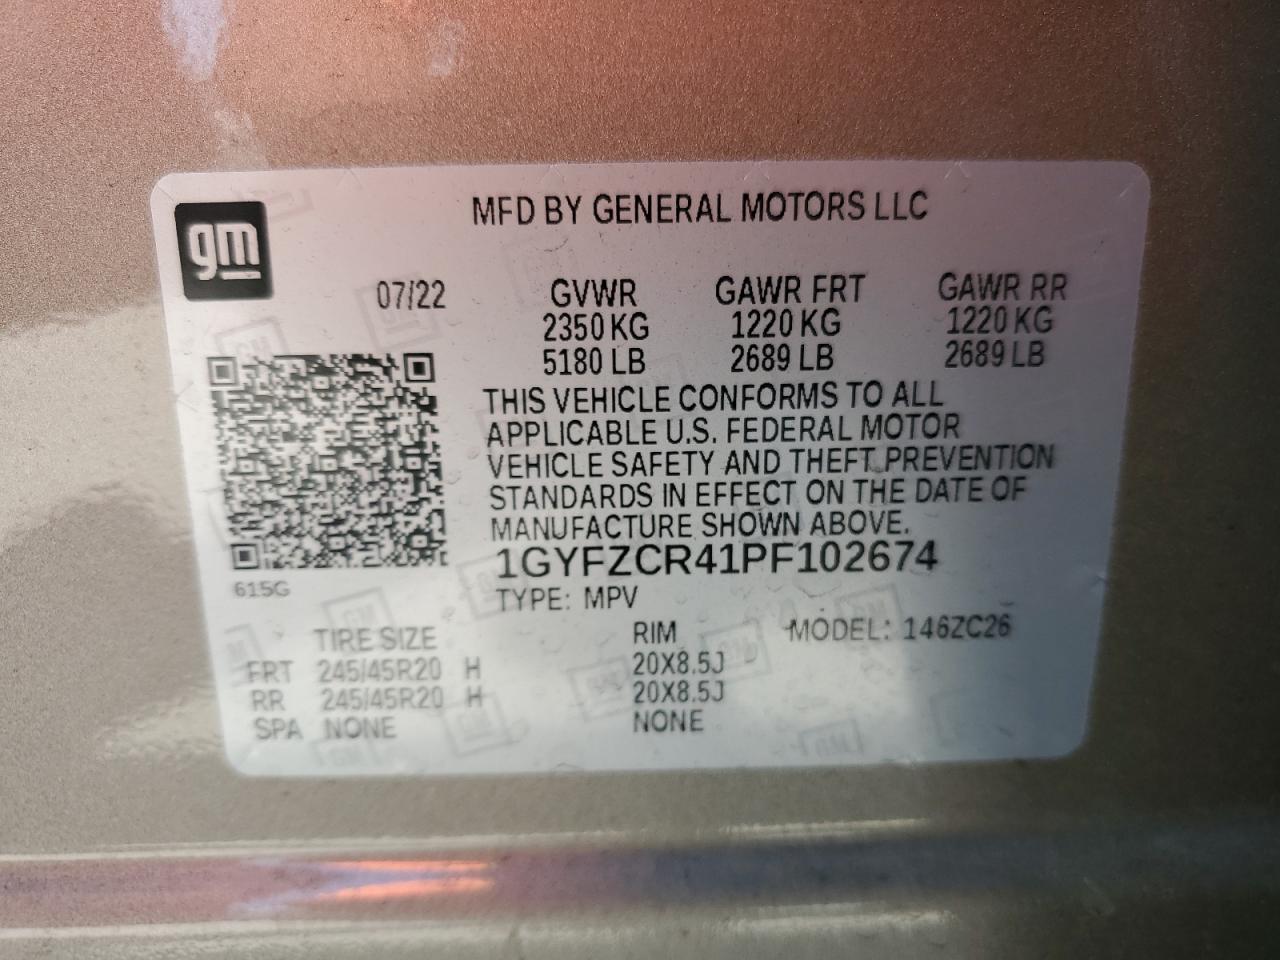 gm
MFD BY GENERAL MOTORS LLC
07/22 GVWR GAWR FRT GAWR RR
2350 KG 1220 KG 1220 KG
5180 LB 2689 LB 2689 LB
THIS VEHICLE CONFORMS TO ALL
APPLICABLE U.S. FEDERAL MOTOR
VEHICLE SAFETY AND THEFT PREVENTION
STANDARDS IN EFFECT ON THE DATE OF
MANUFACTURE SHOWN ABOVE.
1GYFZCR41PF102674
615G
TYPE: MPV
TIRE SIZE RIM MODEL: 146ZC26
FRT 245/45R20 H 20X8.5J
RR 245/45R20 H 20X8.5J
SPA NONE NONE